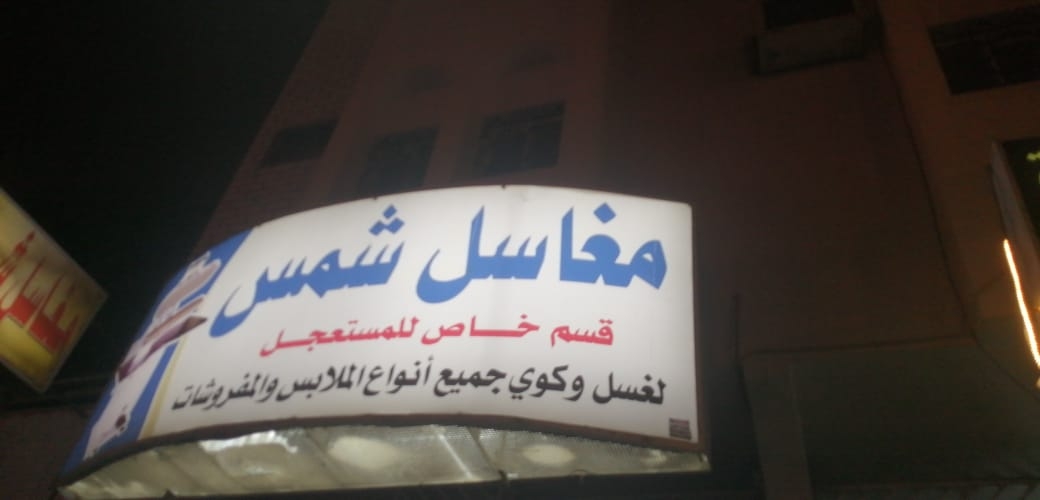 مغاسل شمس
قسم خاص للمستعجل
لغسل وكوي جميع أنواع الملابس والمفروشات